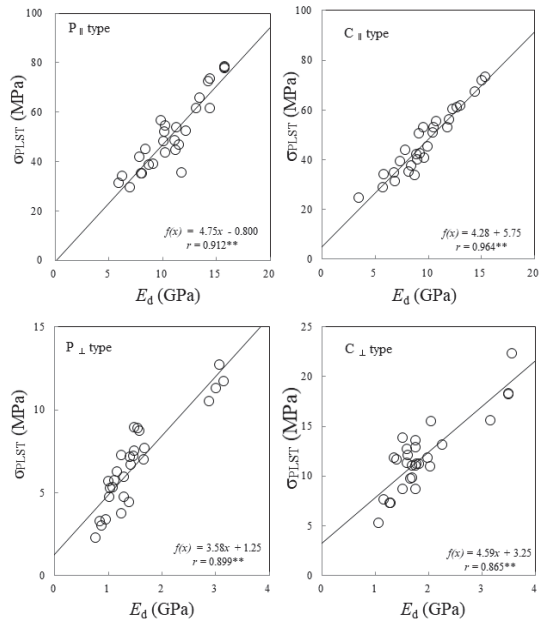 P ∥ type
100
80
60
40
20
0
σPLST (MPa)
f(x) = 4.75x - 0.800
r = 0.912**
0 5 10 15 20
Ed (GPa)
C ∥ type
100
80
60
40
20
0
σPLST (MPa)
f(x) = 4.28 + 5.75
r = 0.964**
0 5 10 15 20
Ed (GPa)
P ⊥ type
15
10
5
0
σPLST (MPa)
f(x) = 3.58x + 1.25
r = 0.899**
0 1 2 3 4
Ed (GPa)
C ⊥ type
25
20
15
10
5
0
σPLST (MPa)
f(x) = 4.59x + 3.25
r = 0.865**
0 1 2 3 4
Ed (GPa)